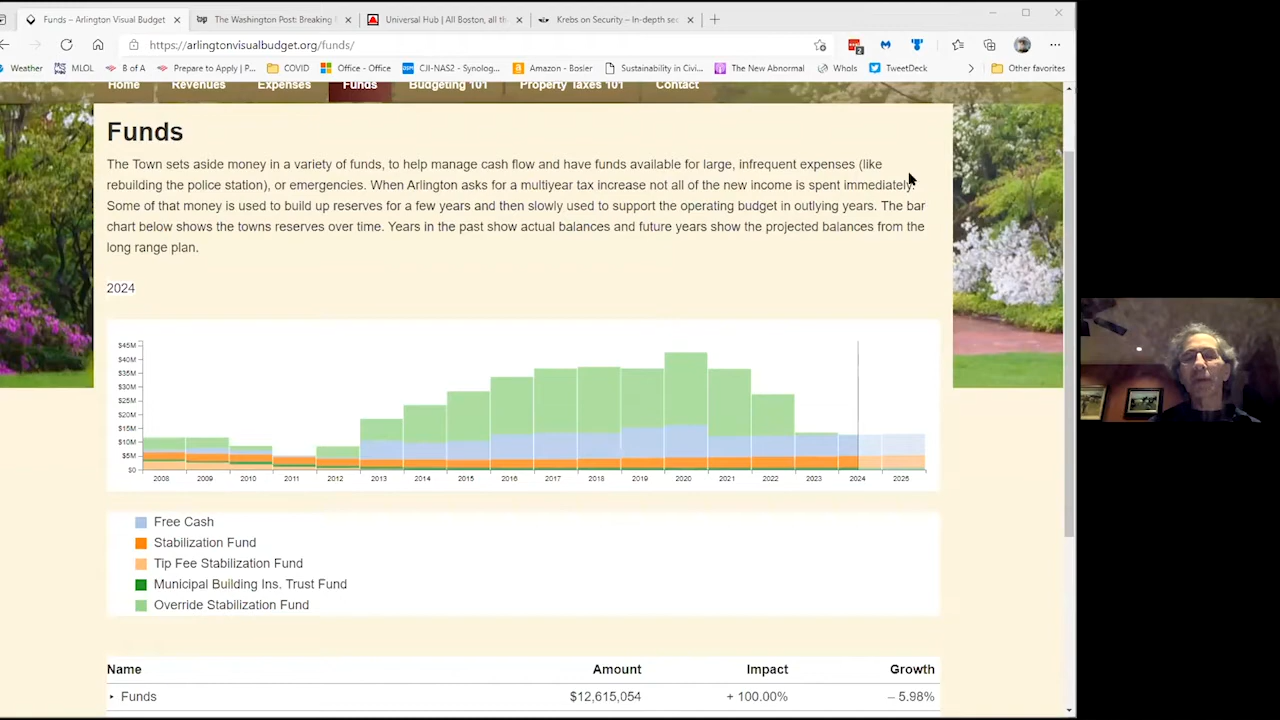 Funds – Arlington Visual Budget
The Washington Post: Breaking
Universal Hub | All Boston, all th
Krebs on Security – In-depth sec
https://arlingtonvisualbudget.org/funds/
2
Weather
MLOL
B of A
Prepare to Apply | P...
COVID
Office - Office
CJI-NAS2 - Synolog...
Amazon - Bosier
Sustainability in Civi...
The New Abnormal
WhoIs
TweetDeck
Other favorites
Home
Revenues
Expenses
Funds
Budgeting 101
Property Taxes 101
Contact
Funds
The Town sets aside money in a variety of funds, to help manage cash flow and have funds available for large, infrequent expenses (like
rebuilding the police station), or emergencies. When Arlington asks for a multiyear tax increase not all of the new income is spent immediately.
Some of that money is used to build up reserves for a few years and then slowly used to support the operating budget in outlying years. The bar
chart below shows the towns reserves over time. Years in the past show actual balances and future years show the projected balances from the
long range plan.
2024
$45M
$40M
$35M
$30M
$25M
$20M
$15M
$10M
$5M
$0
2008 2009 2010 2011 2012 2013 2014 2015 2016 2017 2018 2019 2020 2021 2022 2023 2024 2025
Free Cash
Stabilization Fund
Tip Fee Stabilization Fund
Municipal Building Ins. Trust Fund
Override Stabilization Fund
Name Amount Impact Growth
Funds $12,615,054 + 100.00% – 5.98%